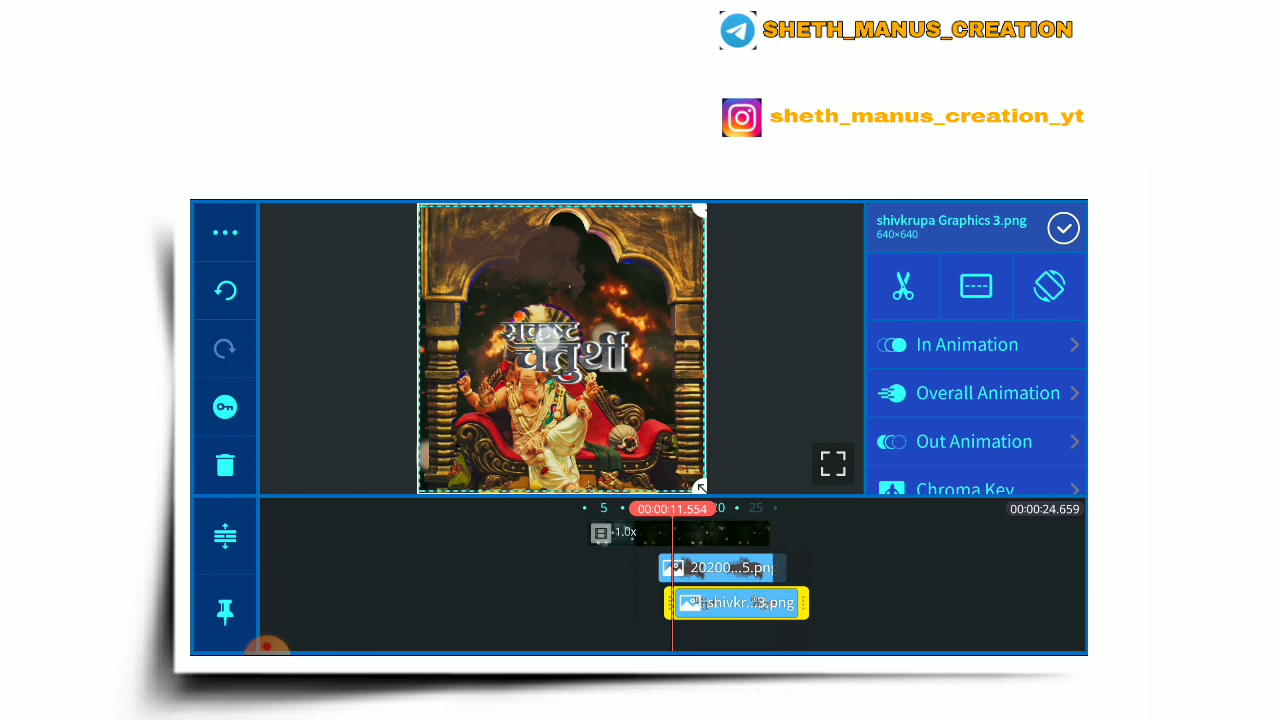 SHETH_MANUS_CREATION
sheth_manus_creation_yt
shivkrupa Graphics 3.png
640×640
संकष्ट
चतुर्थी
In Animation
Overall Animation
Out Animation
Chroma Key
5
00:00:11.554
20
25
00:00:24.659
1.0x
20200...5.png
shivkr...3.png